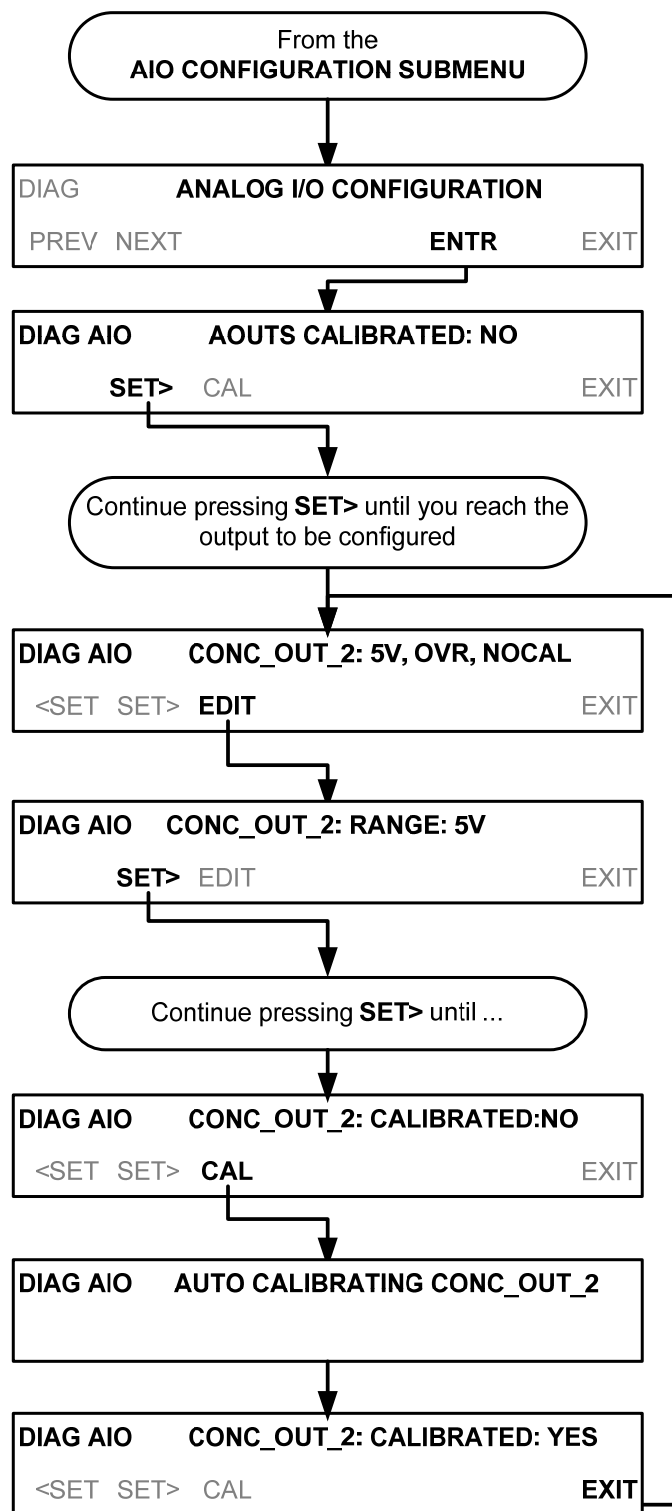 From the
AIO CONFIGURATION SUBMENU
DIAG ANALOG I/O CONFIGURATION
PREV NEXT ENTR EXIT
DIAG AIO AOUTS CALIBRATED: NO
SET> CAL EXIT
Continue pressing SET> until you reach the
output to be configured
DIAG AIO CONC_OUT_2: 5V, OVR, NOCAL
<SET SET> EDIT EXIT
DIAG AIO CONC_OUT_2: RANGE: 5V
SET> EDIT EXIT
Continue pressing SET> until ...
DIAG AIO CONC_OUT_2: CALIBRATED:NO
<SET SET> CAL EXIT
DIAG AIO AUTO CALIBRATING CONC_OUT_2
DIAG AIO CONC_OUT_2: CALIBRATED: YES
<SET SET> CAL EXIT